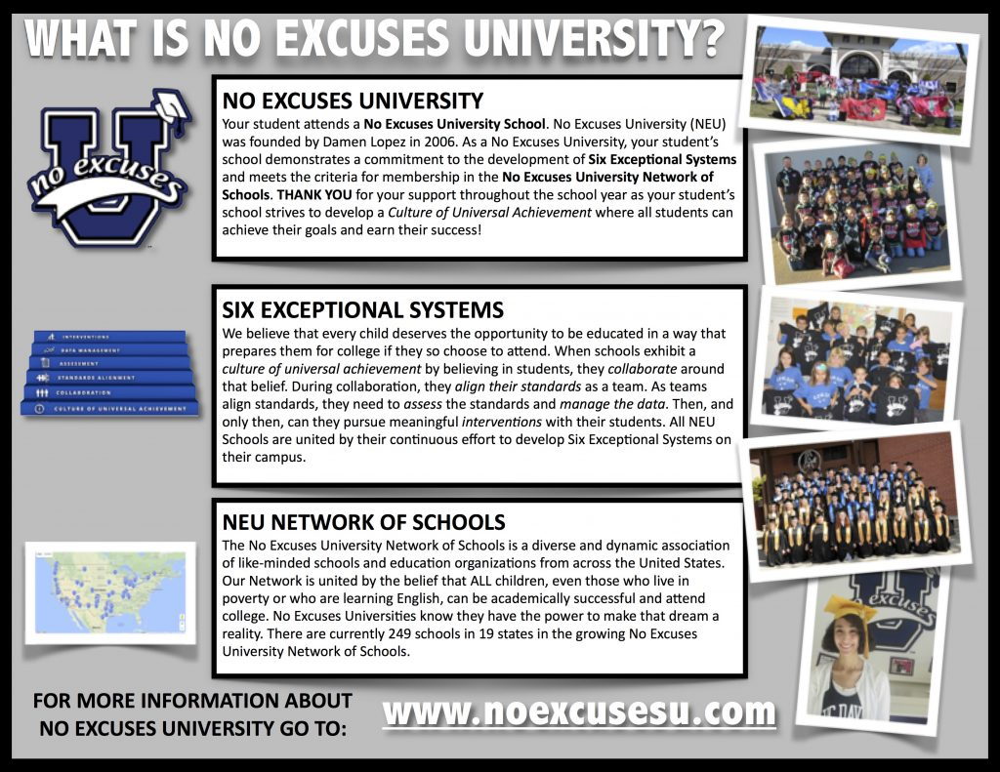 WHAT IS NO EXCUSES UNIVERSITY?
U
no excuses
NO EXCUSES UNIVERSITY
Your student attends a No Excuses University School. No Excuses University (NEU)
was founded by Damen Lopez in 2006. As a No Excuses University, your student's
school demonstrates a commitment to the development of Six Exceptional Systems
and meets the criteria for membership in the No Excuses University Network of
Schools. THANK YOU for your support throughout the school year as your student's
school strives to develop a Culture of Universal Achievement where all students can
achieve their goals and earn their success!
INTERVENTIONS
DATA MANAGEMENT
ASSESSMENT
STANDARDS ALIGNMENT
COLLABORATION
CULTURE OF UNIVERSAL ACHIEVEMENT
SIX EXCEPTIONAL SYSTEMS
We believe that every child deserves the opportunity to be educated in a way that
prepares them for college if they so choose to attend. When schools exhibit a
culture of universal achievement by believing in students, they collaborate around
that belief. During collaboration, they align their standards as a team. As teams
align standards, they need to assess the standards and manage the data. Then, and
only then, can they pursue meaningful interventions with their students. All NEU
Schools are united by their continuous effort to develop Six Exceptional Systems on
their campus.
NEU NETWORK OF SCHOOLS
The No Excuses University Network of Schools is a diverse and dynamic association
of like-minded schools and education organizations from across the United States.
Our Network is united by the belief that ALL children, even those who live in
poverty or who are learning English, can be academically successful and attend
college. No Excuses Universities know they have the power to make that dream a
reality. There are currently 249 schools in 19 states in the growing No Excuses
University Network of Schools.
excuses
UC DAVIS
FOR MORE INFORMATION ABOUT
NO EXCUSES UNIVERSITY GO TO:
www.noexcusesu.com